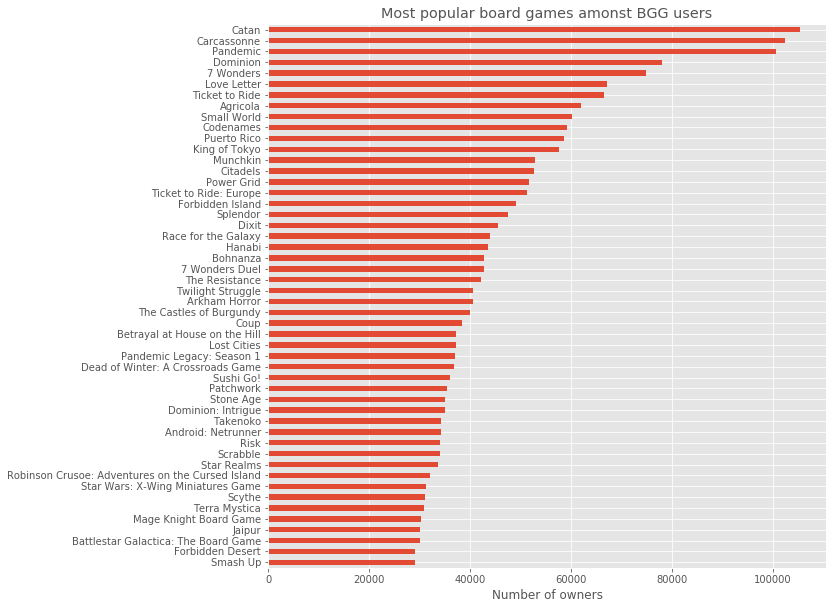 Most popular board games amonst BGG users
Catan
Carcassonne
Pandemic
Dominion
7 Wonders
Love Letter
Ticket to Ride
Agricola
Small World
Codenames
Puerto Rico
King of Tokyo
Munchkin
Citadels
Power Grid
Ticket to Ride: Europe
Forbidden Island
Splendor
Dixit
Race for the Galaxy
Hanabi
Bohnanza
7 Wonders Duel
The Resistance
Twilight Struggle
Arkham Horror
The Castles of Burgundy
Coup
Betrayal at House on the Hill
Lost Cities
Pandemic Legacy: Season 1
Dead of Winter: A Crossroads Game
Sushi Go!
Patchwork
Stone Age
Dominion: Intrigue
Takenoko
Android: Netrunner
Risk
Scrabble
Star Realms
Robinson Crusoe: Adventures on the Cursed Island
Star Wars: X-Wing Miniatures Game
Scythe
Terra Mystica
Mage Knight Board Game
Jaipur
Battlestar Galactica: The Board Game
Forbidden Desert
Smash Up
0 20000 40000 60000 80000 100000
Number of owners